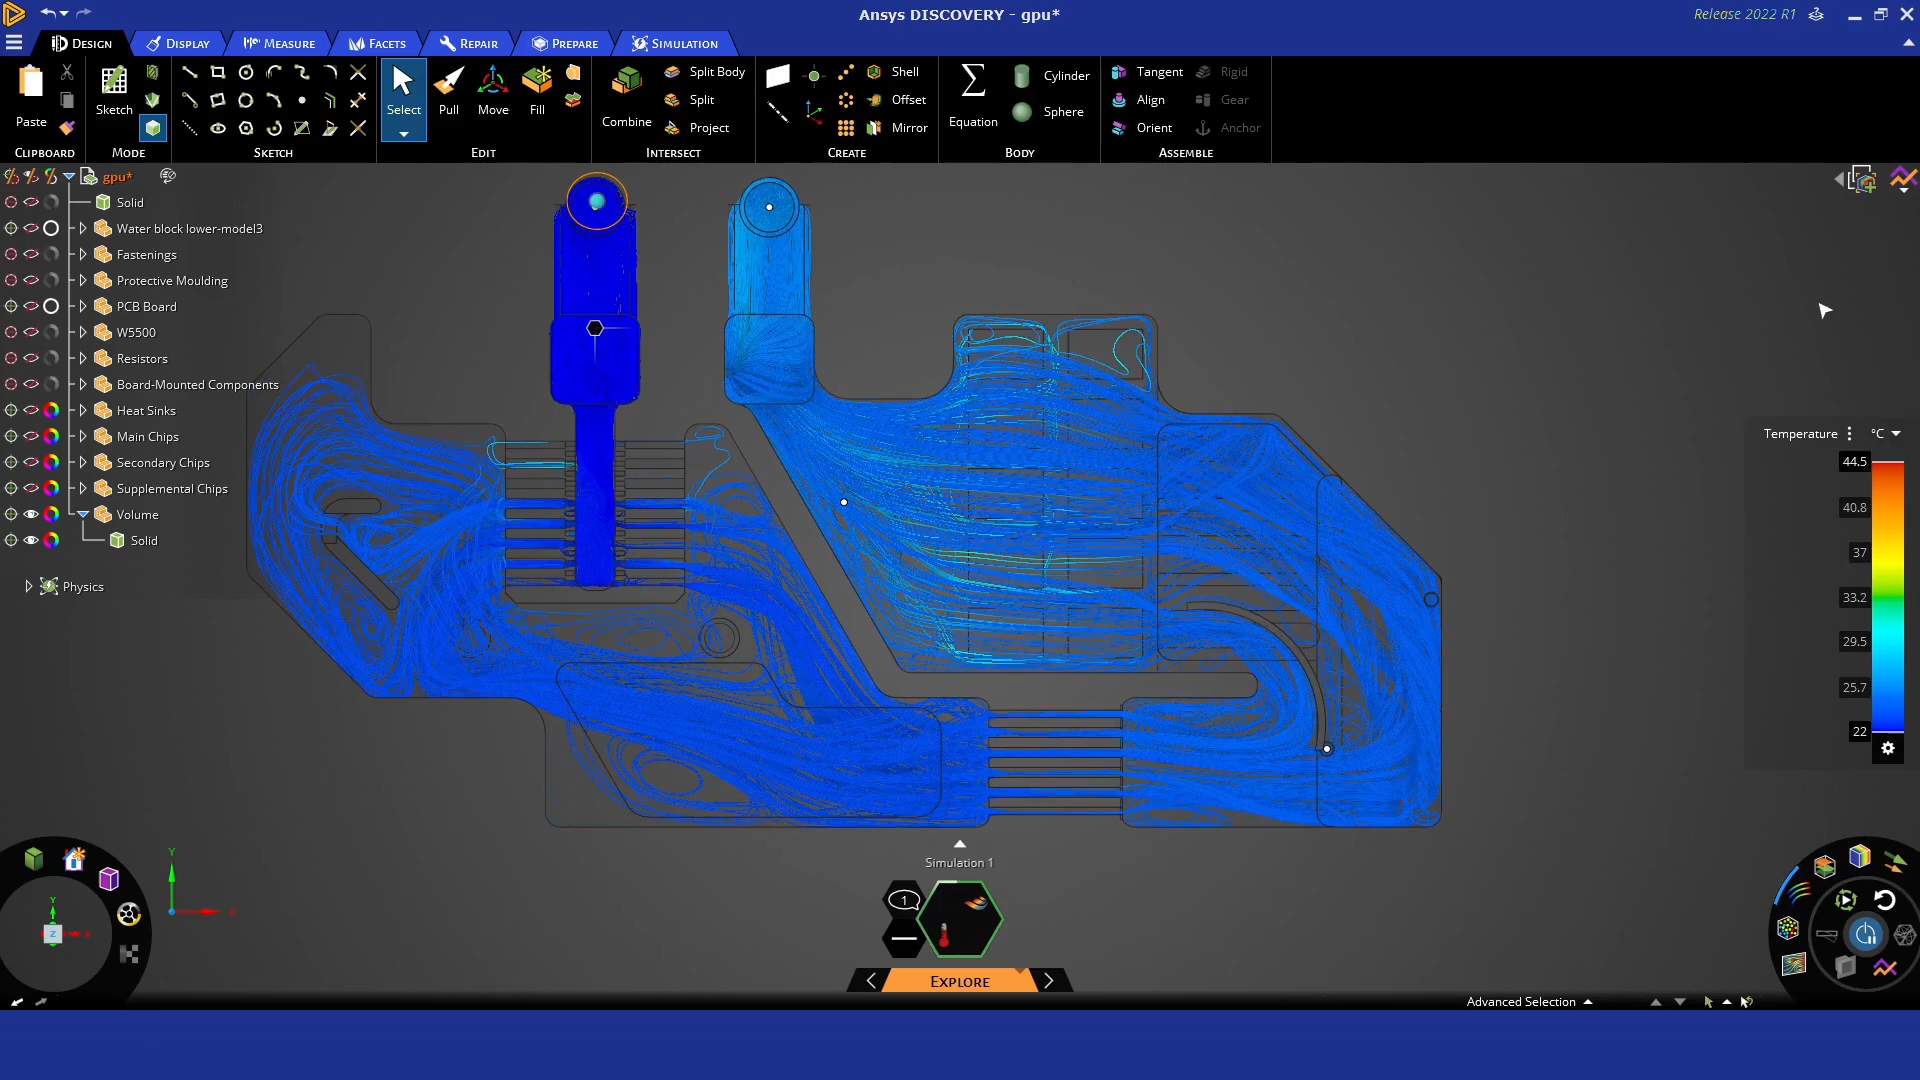 Ansys DISCOVERY - gpu*
Release 2022 R1
Design
Display
Measure
Facets
Repair
Prepare
Simulation
Paste
Clipboard
Sketch
Mode
Sketch
Select
Pull
Move
Fill
Edit
Combine
Split Body
Split
Project
Intersect
Shell
Offset
Mirror
Create
Equation
Cylinder
Sphere
Body
Tangent
Align
Orient
Rigid
Gear
Anchor
Assemble
gpu*
Solid
Water block lower-model3
Fastenings
Protective Moulding
PCB Board
W5500
Resistors
Board-Mounted Components
Heat Sinks
Main Chips
Secondary Chips
Supplemental Chips
Volume
Solid
Physics
Temperature
°C
44.5
40.8
37
33.2
29.5
25.7
22
Y
X
Y
Z
X
Simulation 1
1
Explore
Advanced Selection